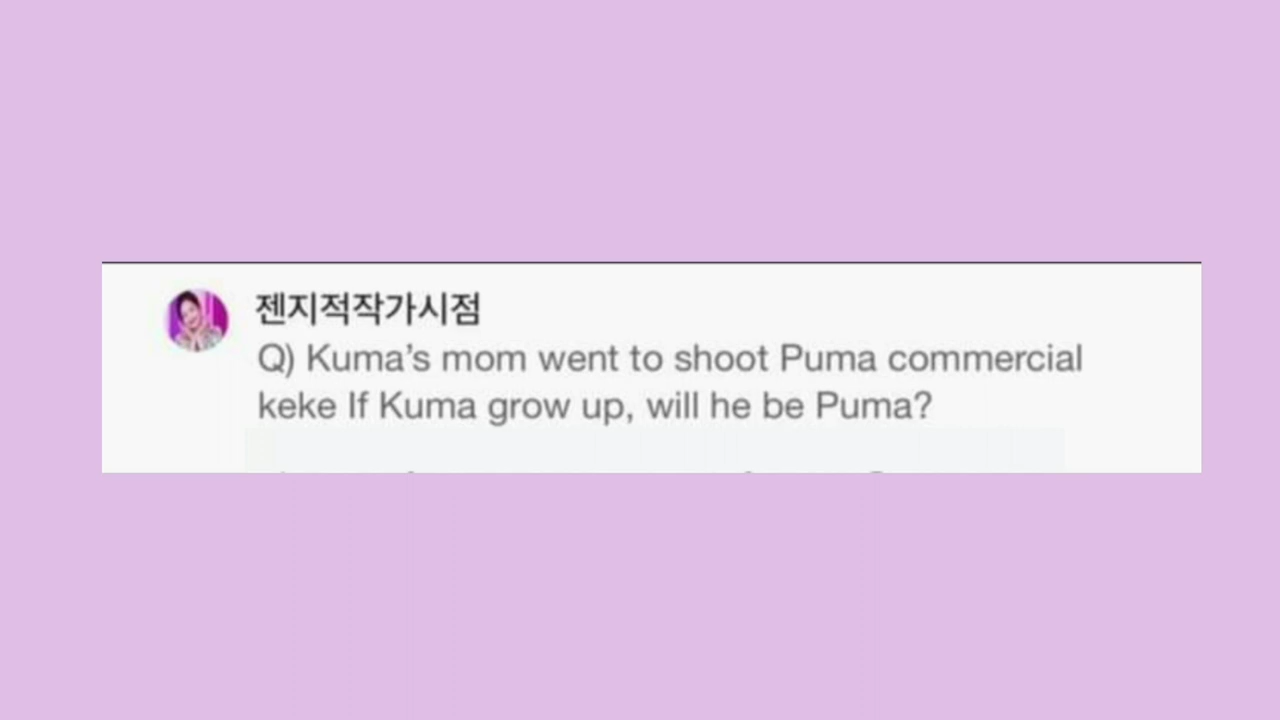 젠지적작가시점
Q) Kuma’s mom went to shoot Puma commercial
keke If Kuma grow up, will he be Puma?